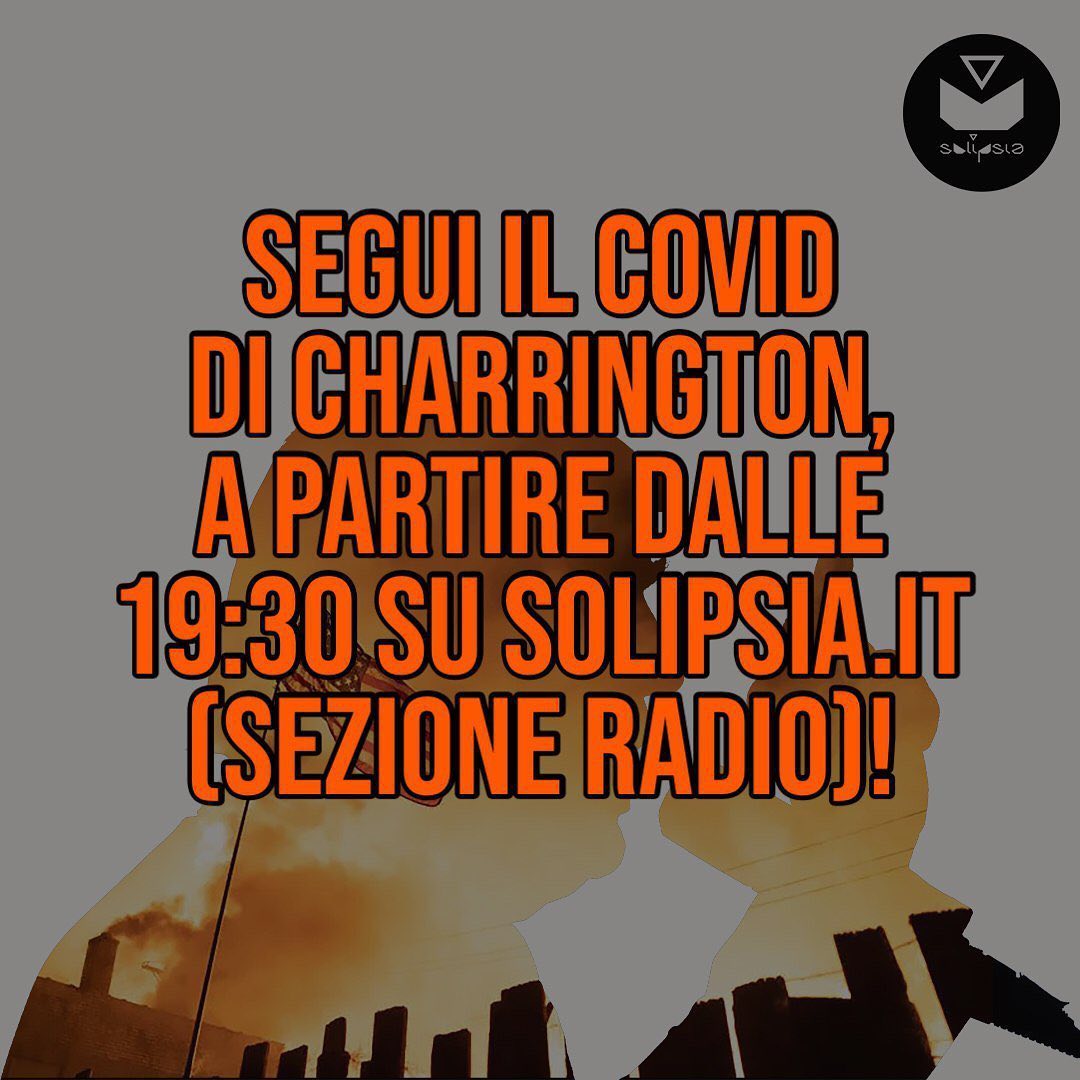 solipsia
SEGUI IL COVID
DI CHARRINGTON,
A PARTIRE DALLE
19:30 SU SOLIPSIA.IT
(SEZIONE RADIO)!